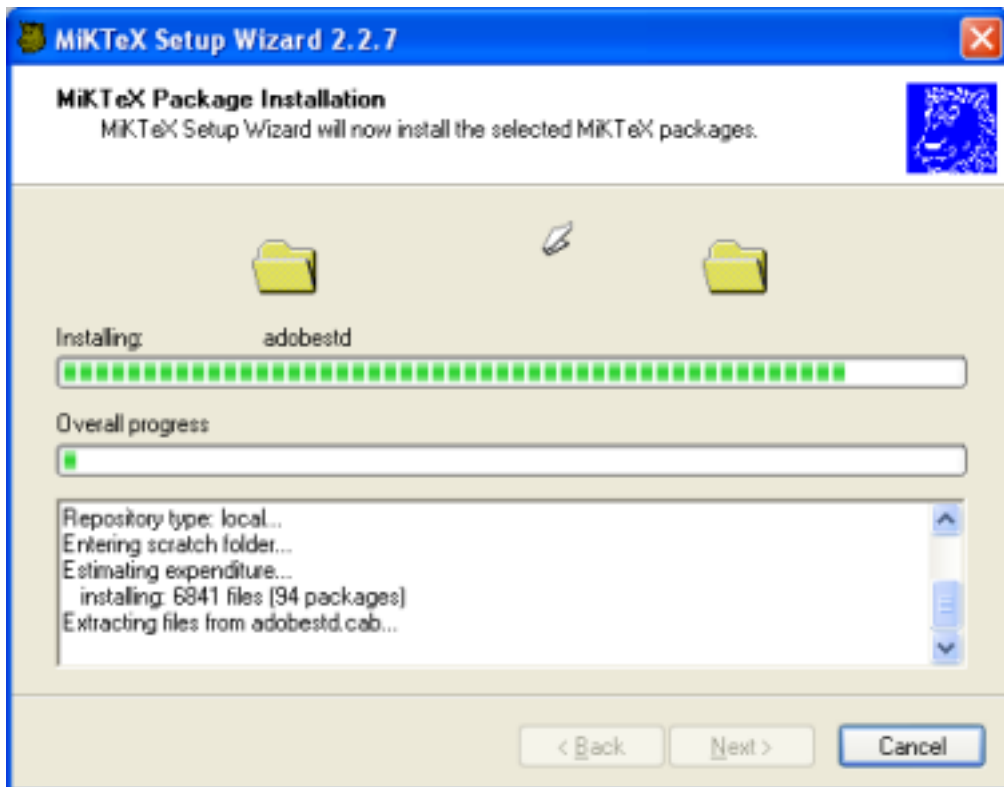 MiKTeX Setup Wizard 2.2.7
MiKTeX Package Installation
MiKTeX Setup Wizard will now install the selected MiKTeX packages.
Installing: adobestd
Overall progress
Repository type: local...
Entering scratch folder...
Estimating expenditure...
installing: 6841 files (94 packages)
Extracting files from adobestd.cab...
< Back Next > Cancel